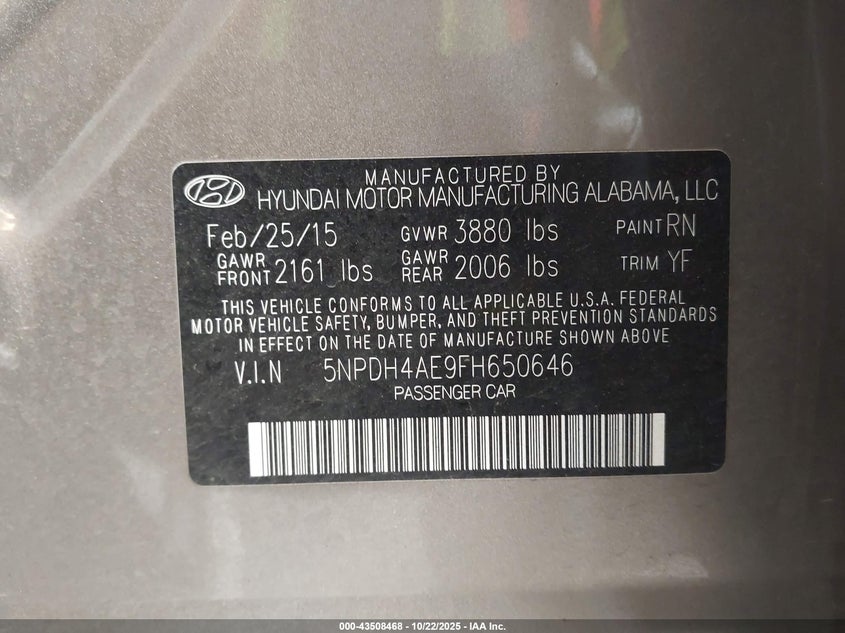 MANUFACTURED BY
HYUNDAI MOTOR MANUFACTURING ALABAMA, LLC
Feb/25/15 GVWR 3880 lbs PAINT RN
GAWR FRONT 2161 lbs GAWR REAR 2006 lbs TRIM YF
THIS VEHICLE CONFORMS TO ALL APPLICABLE U.S.A. FEDERAL
MOTOR VEHICLE SAFETY, BUMPER, AND THEFT PREVENTION STANDARDS
IN EFFECT ON THE DATE OF MANUFACTURE SHOWN ABOVE
V.I.N 5NPDH4AE9FH650646
PASSENGER CAR
000-43508468 - 10/22/2025 - IAA Inc.